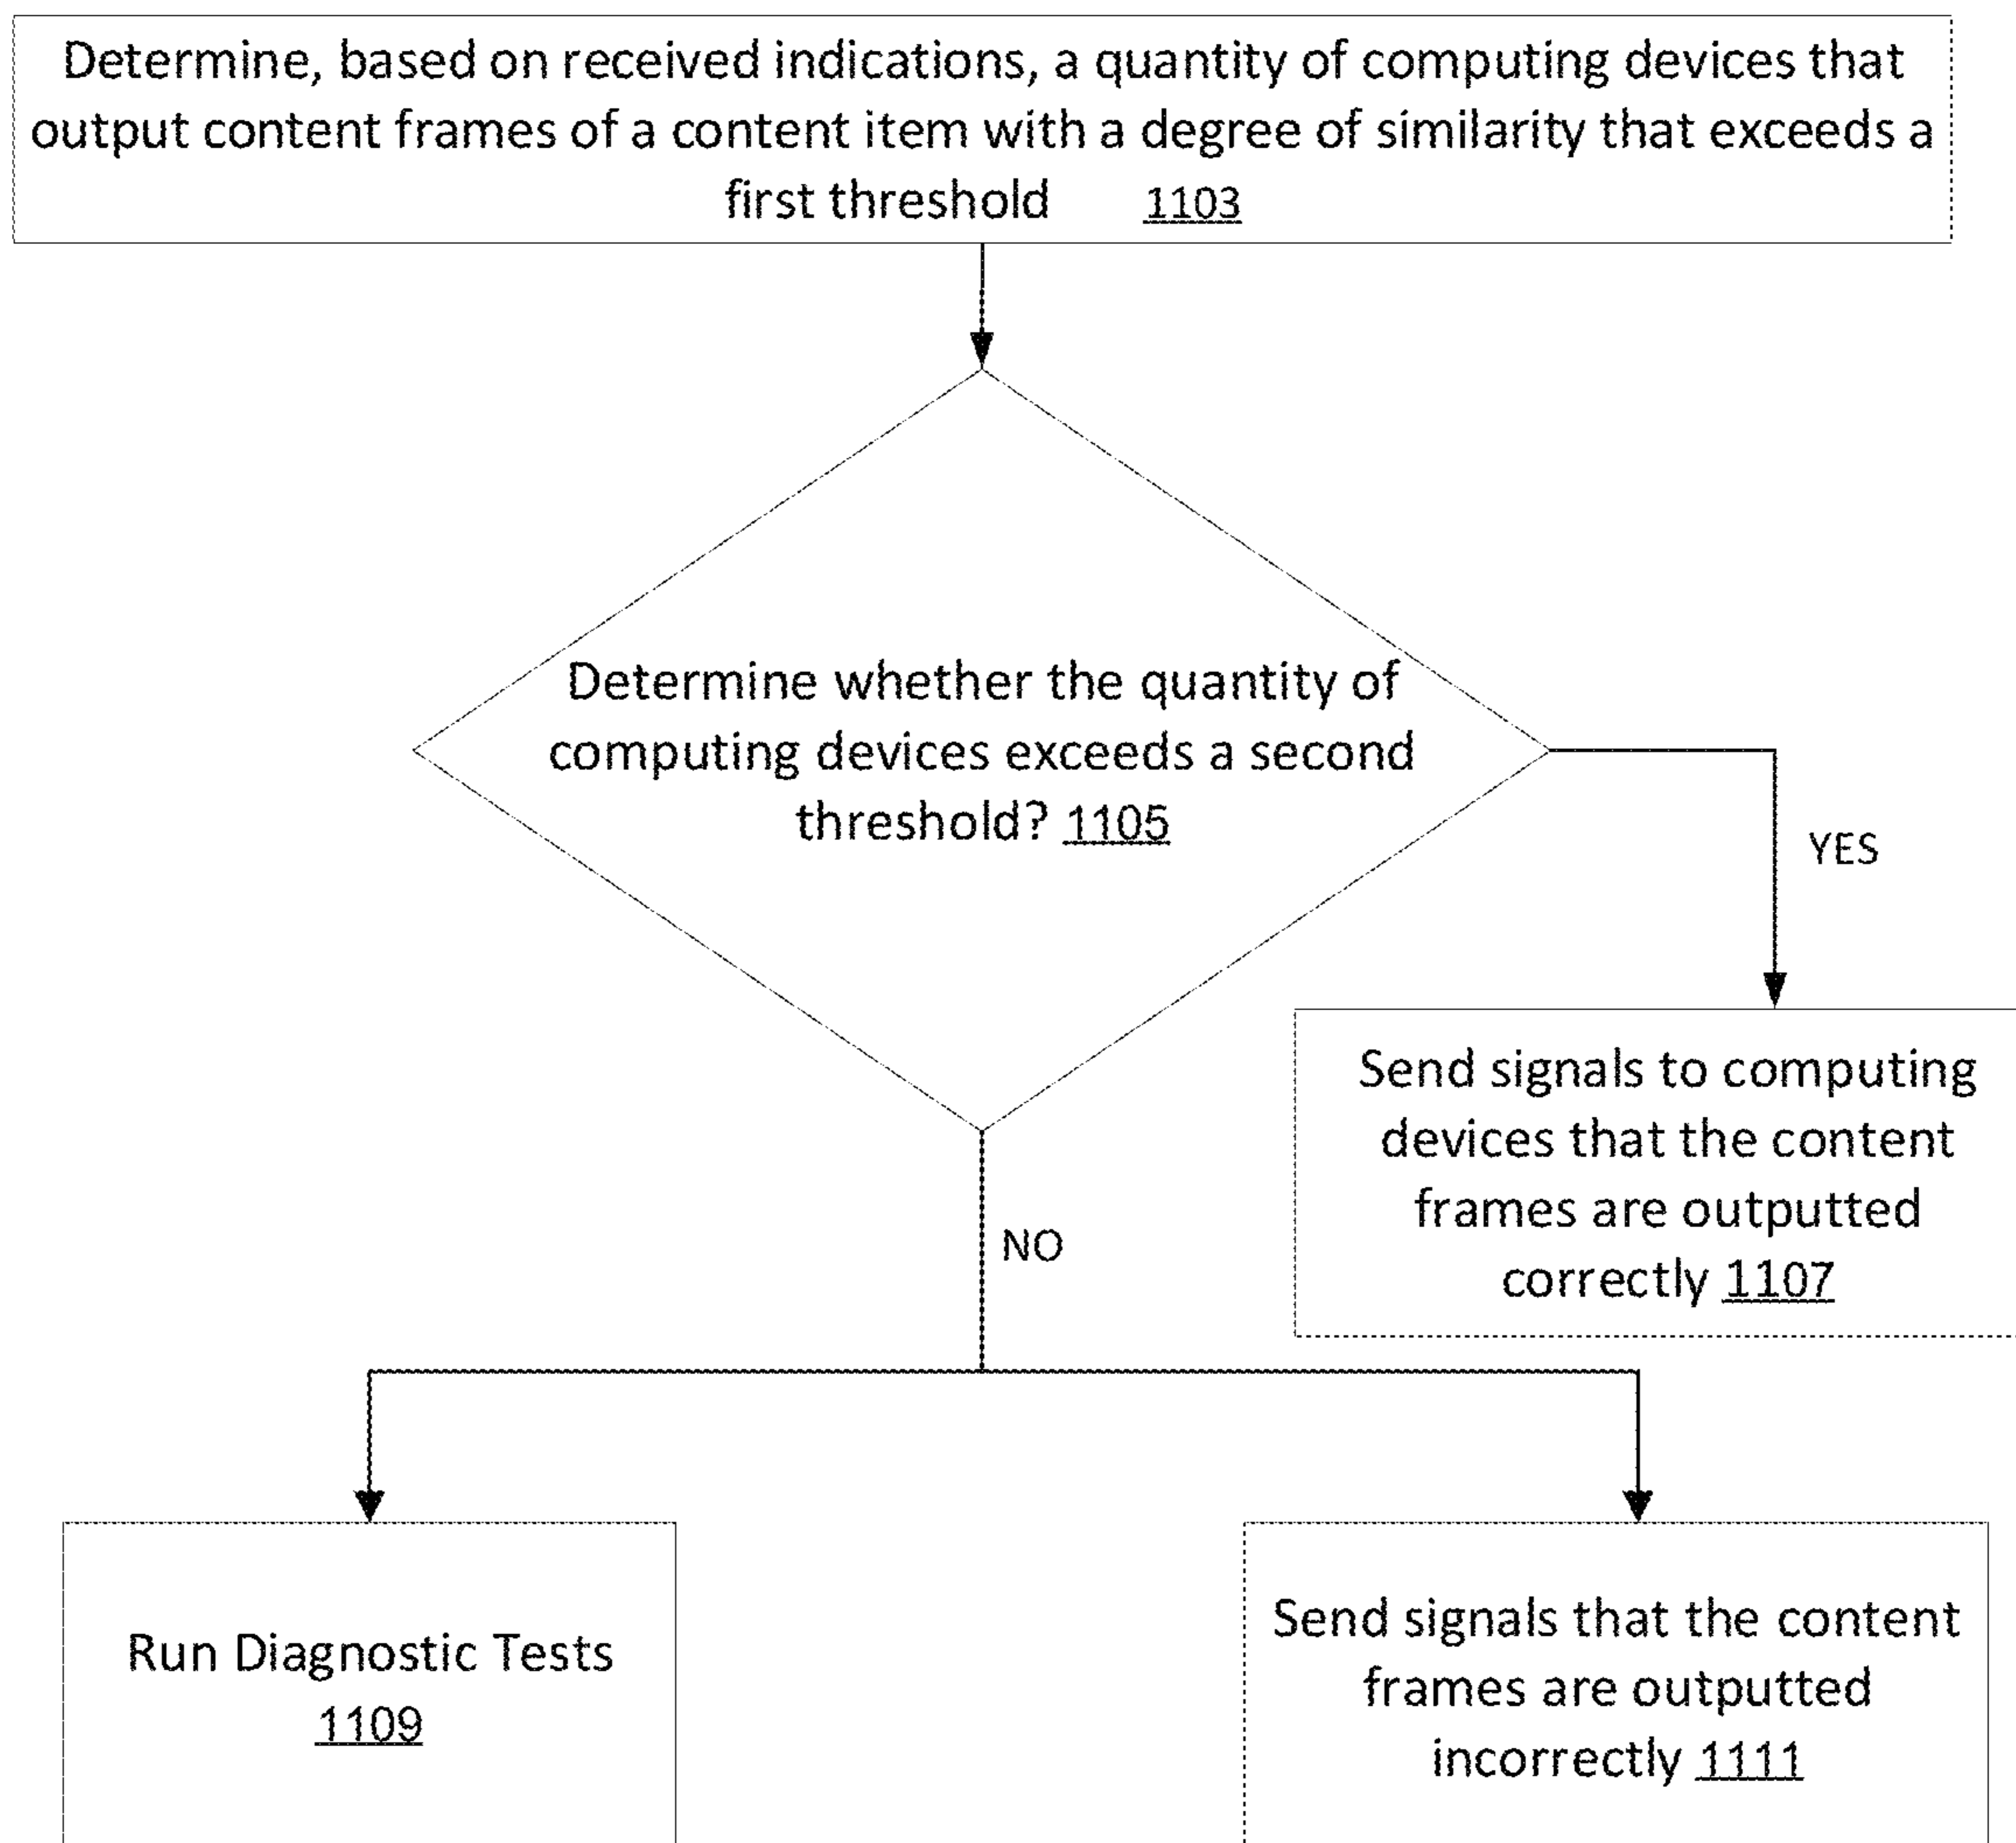 Determine, based on received indications, a quantity of computing devices that
output content frames of a content item with a degree of similarity that exceeds a
first threshold 1103
Determine whether the quantity of
computing devices exceeds a second
threshold? 1105
YES
Send signals to computing
devices that the content
frames are outputted
correctly 1107
NO
Run Diagnostic Tests
1109
Send signals that the content
frames are outputted
incorrectly 1111